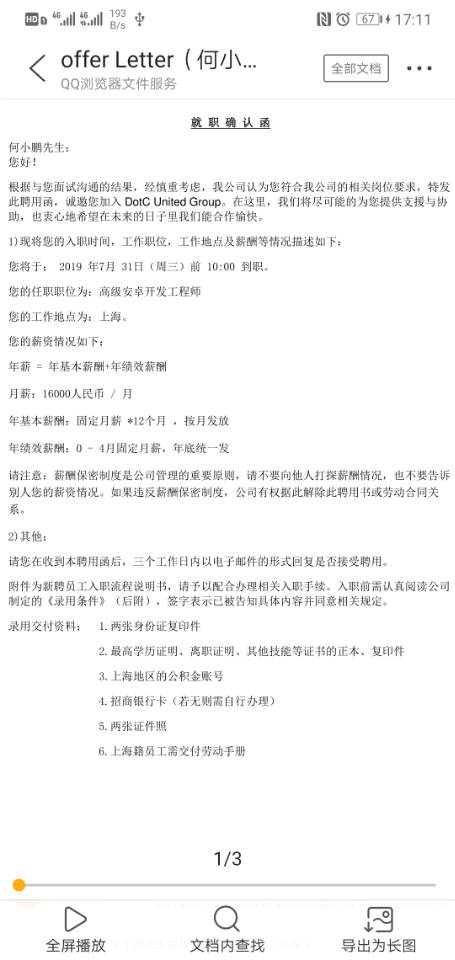 HD 4G 4G 193 B/s 67 17:11
offer Letter（何小...
QQ浏览器文件服务
全部文档
就 职 确 认 函
何小鹏先生：
您好！
根据与您面试沟通的结果，经慎重考虑，我公司认为您符合我公司的相关岗位要求，特发
此聘用函，诚邀您加入 DotC United Group。在这里，我们将尽可能的为您提供支援与协
助，也衷心地希望在未来的日子里我们能合作愉快。
1)现将您的入职时间，工作职位，工作地点及薪酬等情况描述如下：
您将于： 2019 年7月 31日（周三）前 10:00 到职。
您的任职职位为：高级安卓开发工程师
您的工作地点为：上海。
您的薪资情况如下：
年薪 = 年基本薪酬+年绩效薪酬
月薪：16000人民币 / 月
年基本薪酬：固定月薪 *12个月 ，按月发放
年绩效薪酬：0 - 4月固定月薪，年底统一发
请注意：薪酬保密制度是公司管理的重要原则，请不要向他人打探薪酬情况，也不要告诉
别人您的薪资情况。如果违反薪酬保密制度，公司有权据此解除此聘用书或劳动合同关
系。
2)其他：
请您在收到本聘用函后，三个工作日内以电子邮件的形式回复是否接受聘用。
附件为新聘员工入职流程说明书，请予以配合办理相关入职手续。入职前需认真阅读公司
制定的《录用条件》（后附），签字表示已被告知具体内容并同意相关规定。
录用交付资料： 1.两张身份证复印件
2.最高学历证明、离职证明、其他技能等证书的正本、复印件
3.上海地区的公积金账号
4.招商银行卡（若无则需自行办理）
5.两张证件照
6.上海籍员工需交付劳动手册
1/3
全屏播放 文档内查找 导出为长图